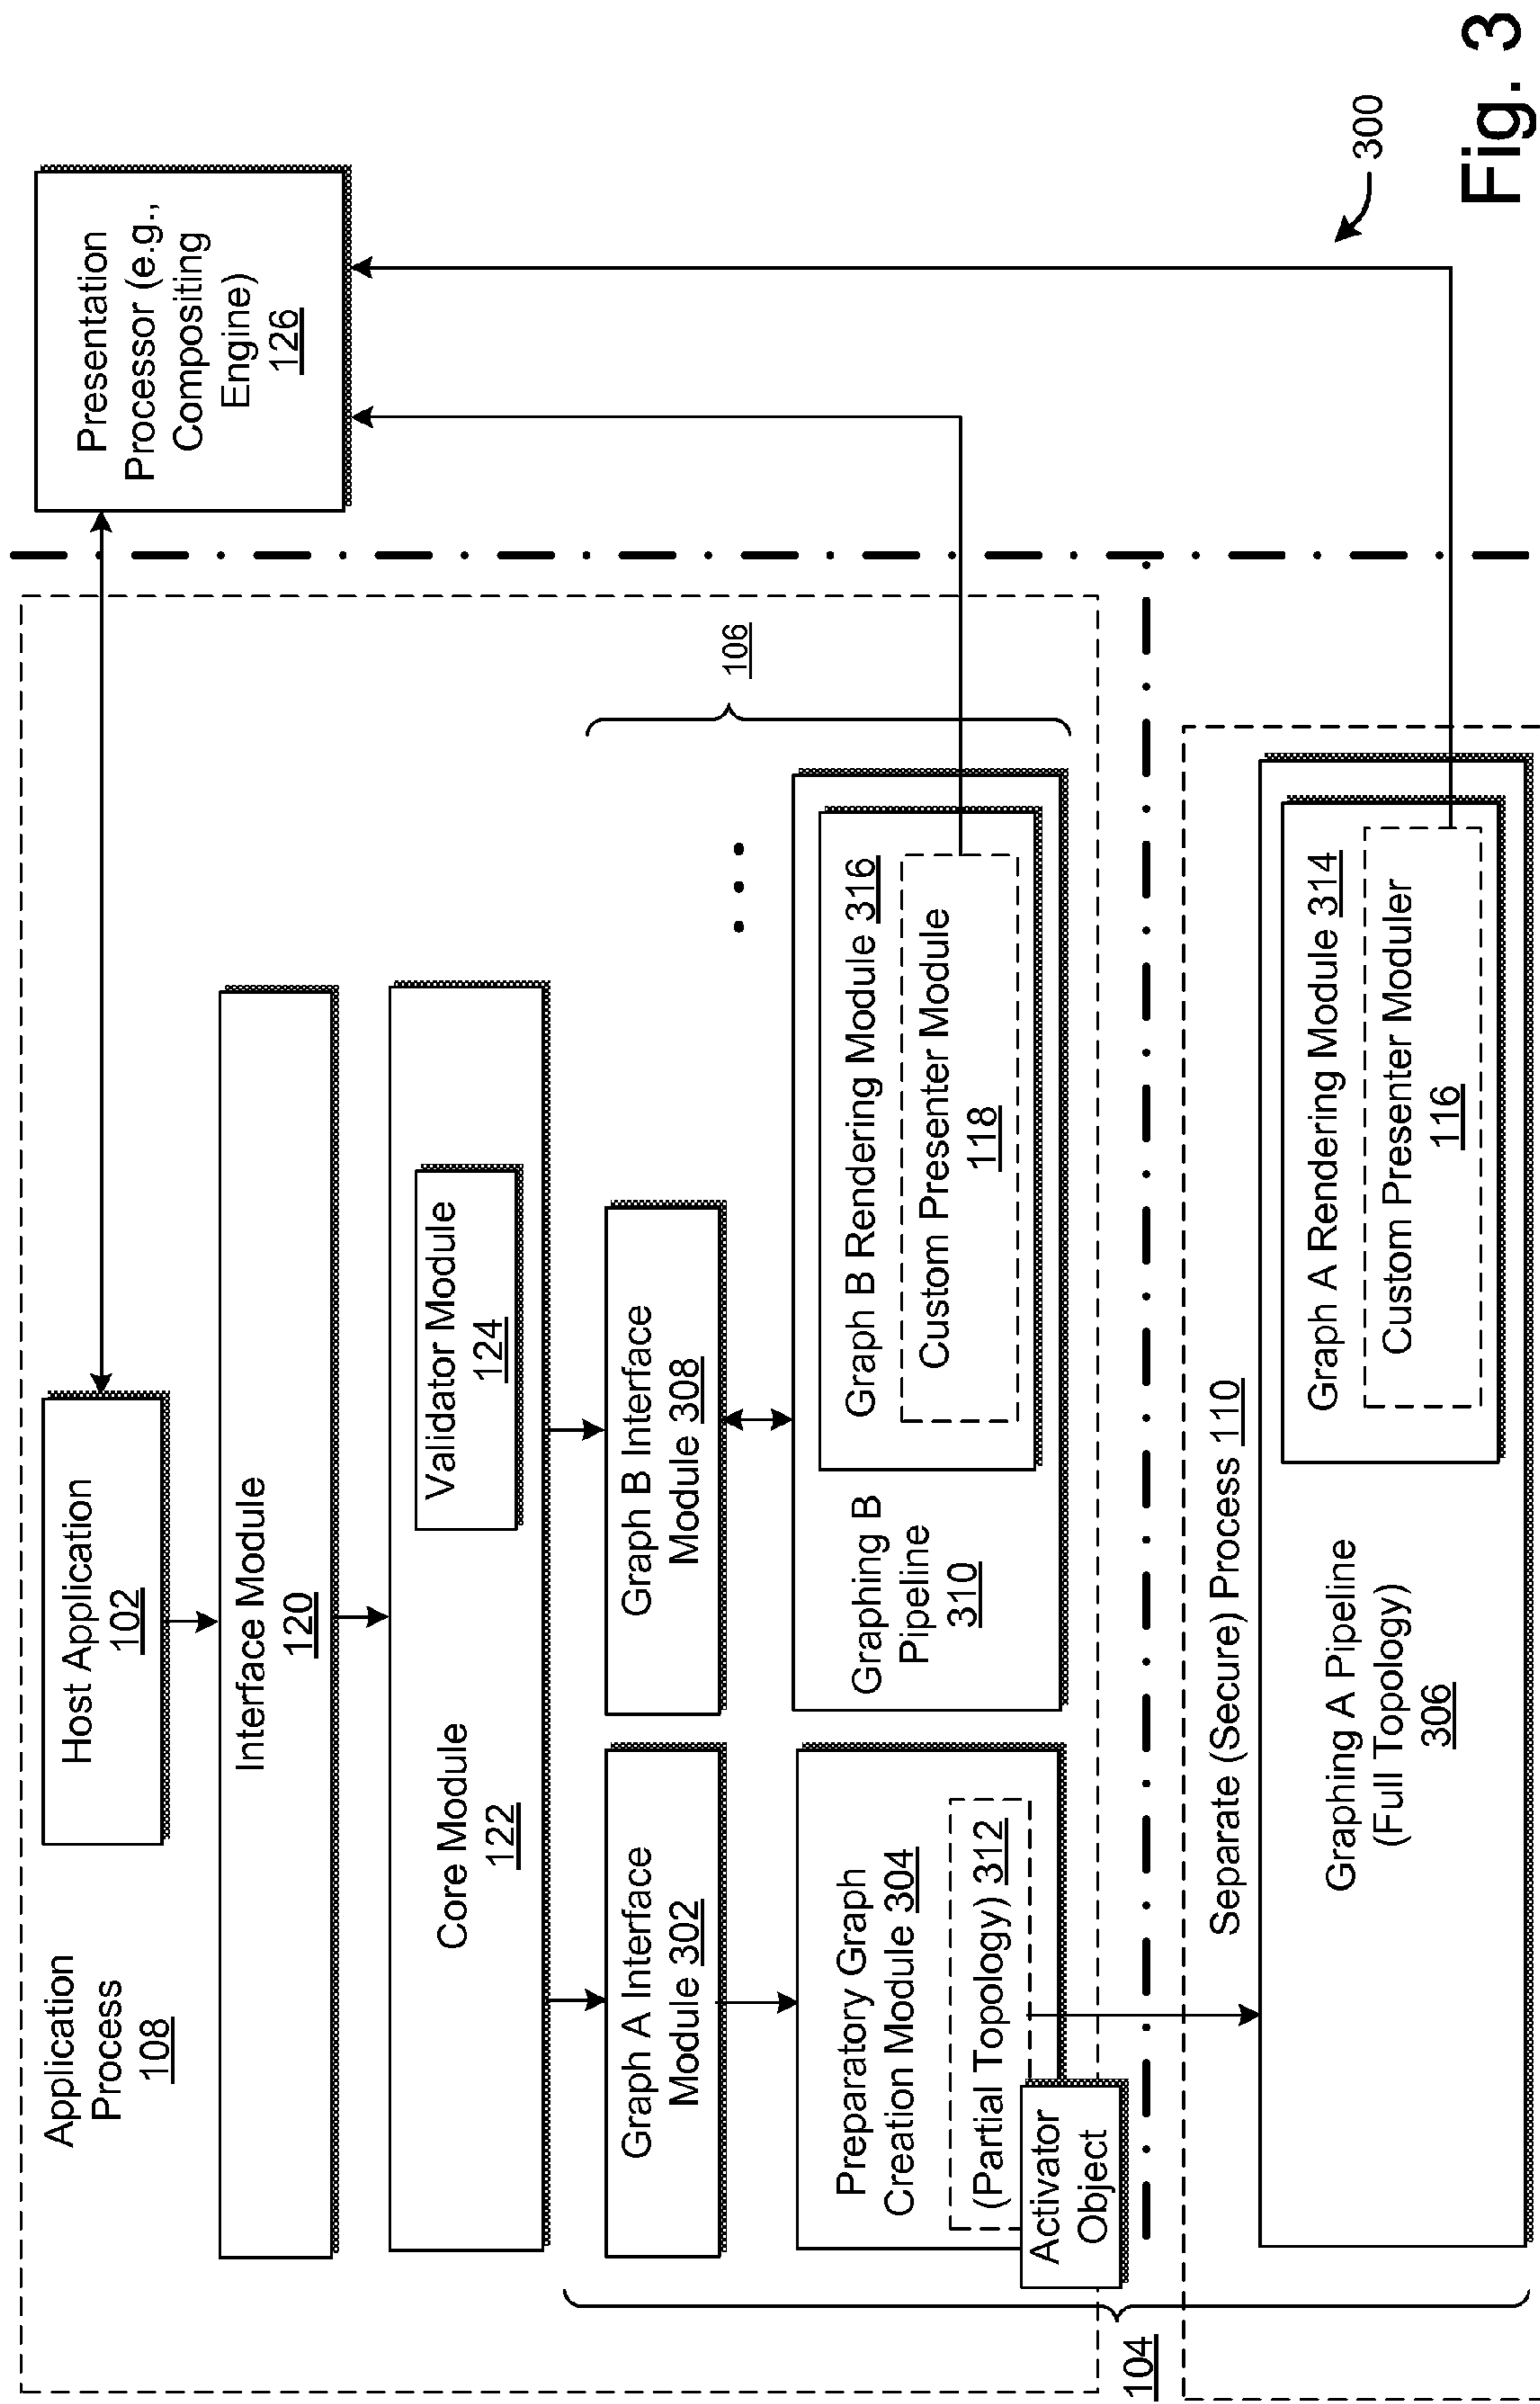 Application
Process
108
Host Application
102
Presentation
Processor (e.g.,
Compositing
Engine)
126
Interface Module
120
Core Module
122
Validator Module
124
Graph A Interface
Module 302
Graph B Interface
Module 308
106
Preparatory Graph
Creation Module 304
(Partial Topology) 312
Activator
Object
Graphing B
Pipeline
310
Graph B Rendering Module 316
Custom Presenter Module
118
104
Separate (Secure) Process 110
Graphing A Pipeline
(Full Topology)
306
Graph A Rendering Module 314
Custom Presenter Moduler
116
300
Fig. 3